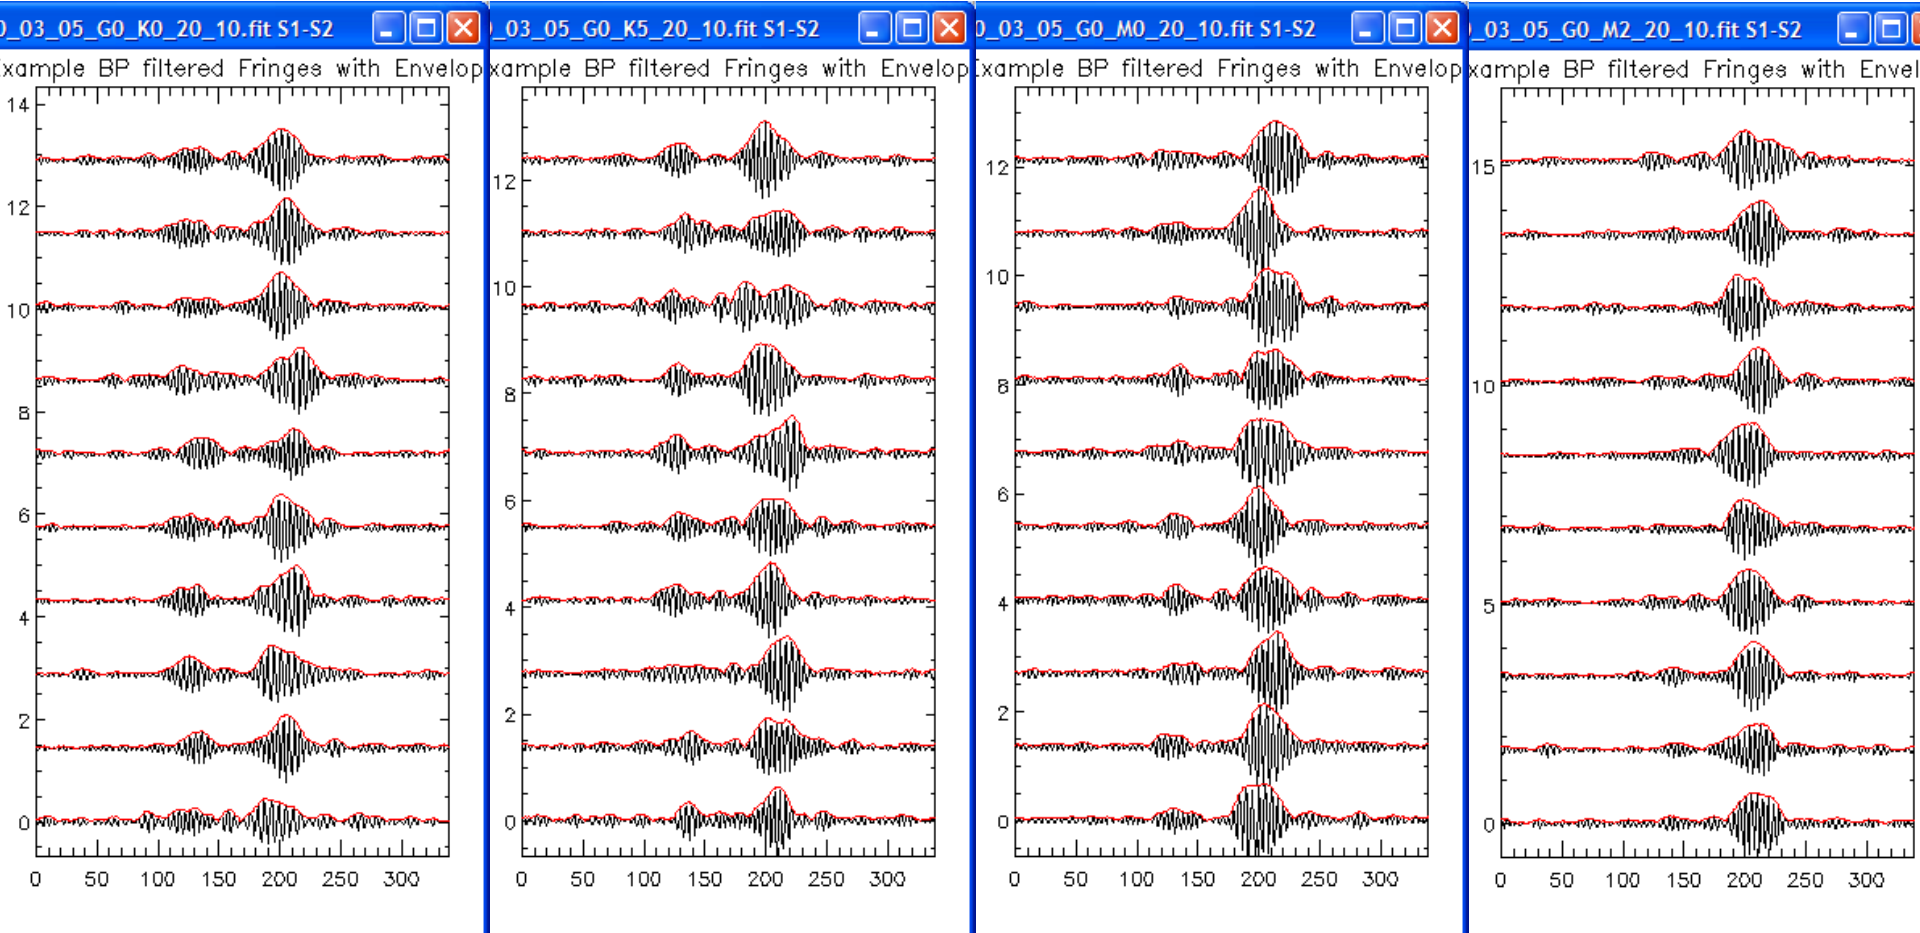 0_03_05_G0_K0_20_10.fit S1-S2
xample BP filtered Fringes with Envelop
14
12
10
8
6
4
2
0
0 50 100 150 200 250 300
_03_05_G0_K5_20_10.fit S1-S2
xample BP filtered Fringes with Envelop
12
10
8
6
4
2
0
0 50 100 150 200 250 300
0_03_05_G0_M0_20_10.fit S1-S2
Example BP filtered Fringes with Envelop
12
10
8
6
4
2
0
0 50 100 150 200 250 300
_03_05_G0_M2_20_10.fit S1-S2
xample BP filtered Fringes with Envel
15
10
5
0
0 50 100 150 200 250 300